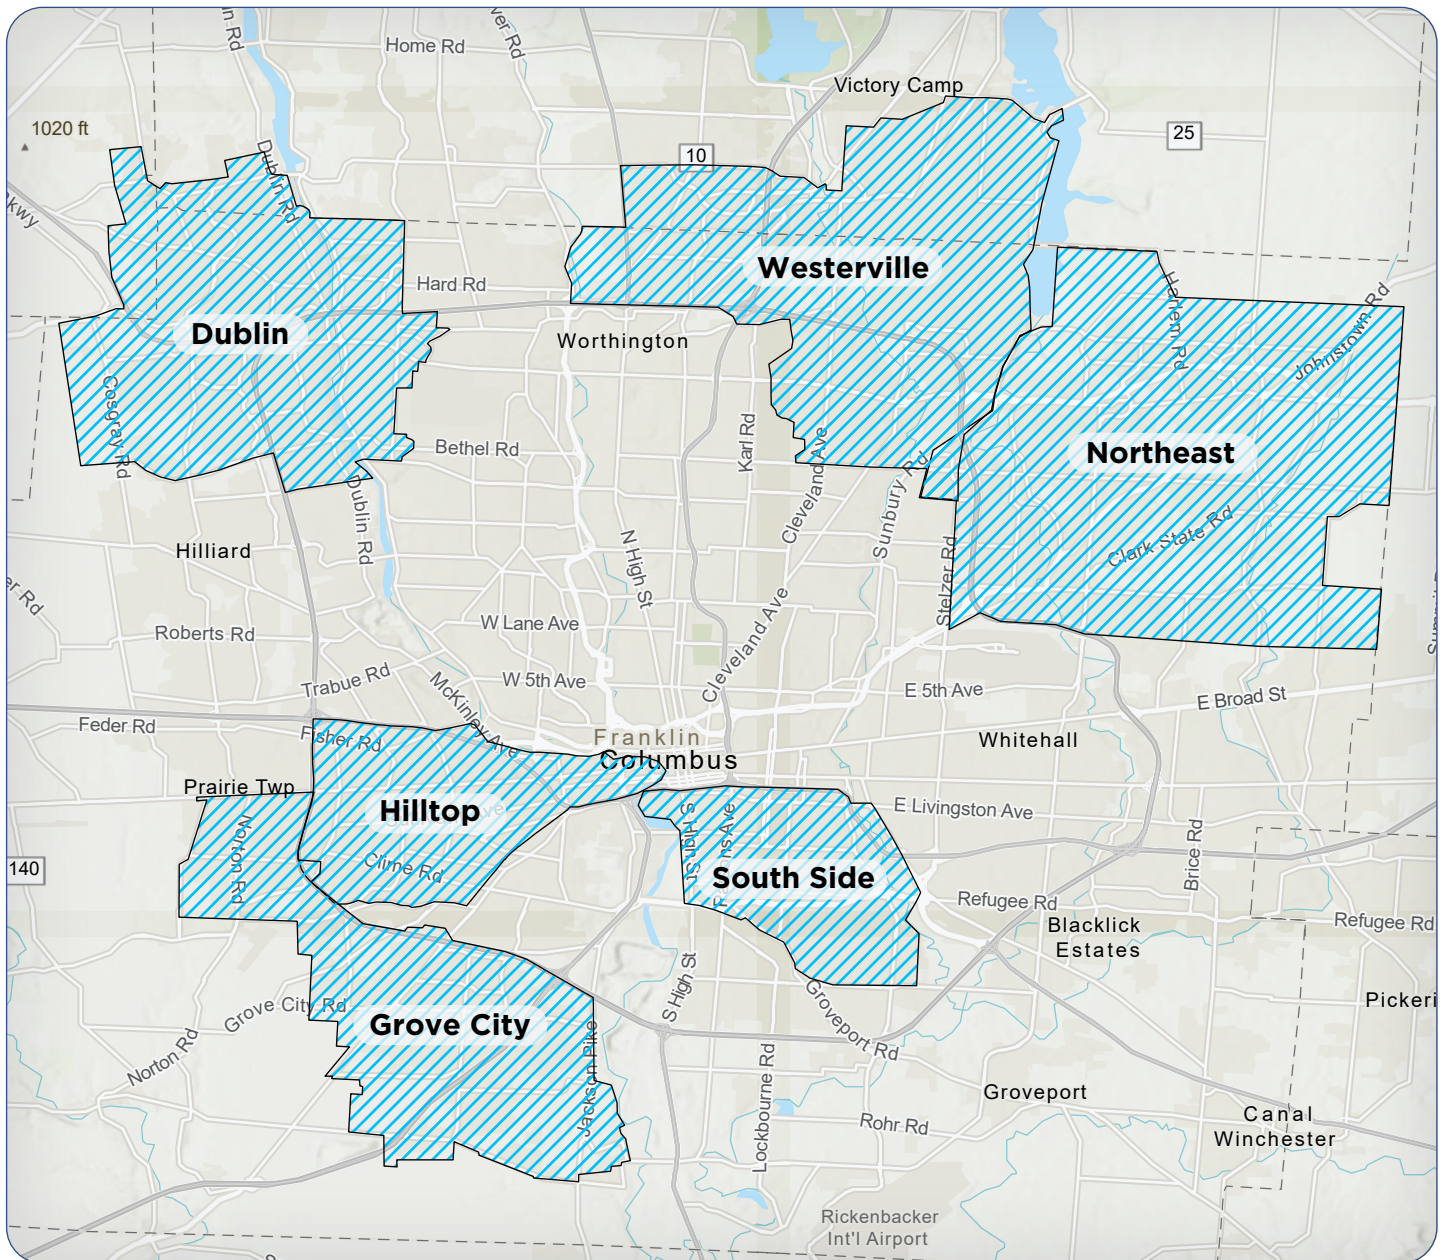 Home Rd
Victory Camp
1020 ft
25
10
Dublin Rd
Westerville
Hard Rd
Harlem Rd
Johnstown Rd
Dublin
Worthington
Cosgray Rd
Karl Rd
Bethel Rd
Northeast
Cleveland Ave
Sunbury Rd
Dublin Rd
Clark State Rd
Hilliard
N High St
Stelzer Rd
W Lane Ave
Roberts Rd
Cleveland Ave
Trabue Rd
W 5th Ave
McKinley Ave
E 5th Ave
E Broad St
Feder Rd
Fisher Rd
Franklin
Columbus
Whitehall
Prairie Twp
Hilltop
E Livingston Ave
Norton Rd
S High St
Brice Rd
140
Clime Rd
South Side
Refugee Rd
Blacklick
Estates
Refugee Rd
S High St
Grove City Rd
Grove City
Groveport Rd
Norton Rd
Jackson Pike
Lockbourne Rd
Groveport
Rohr Rd
Canal
Winchester
Rickenbacker
Int'l Airport